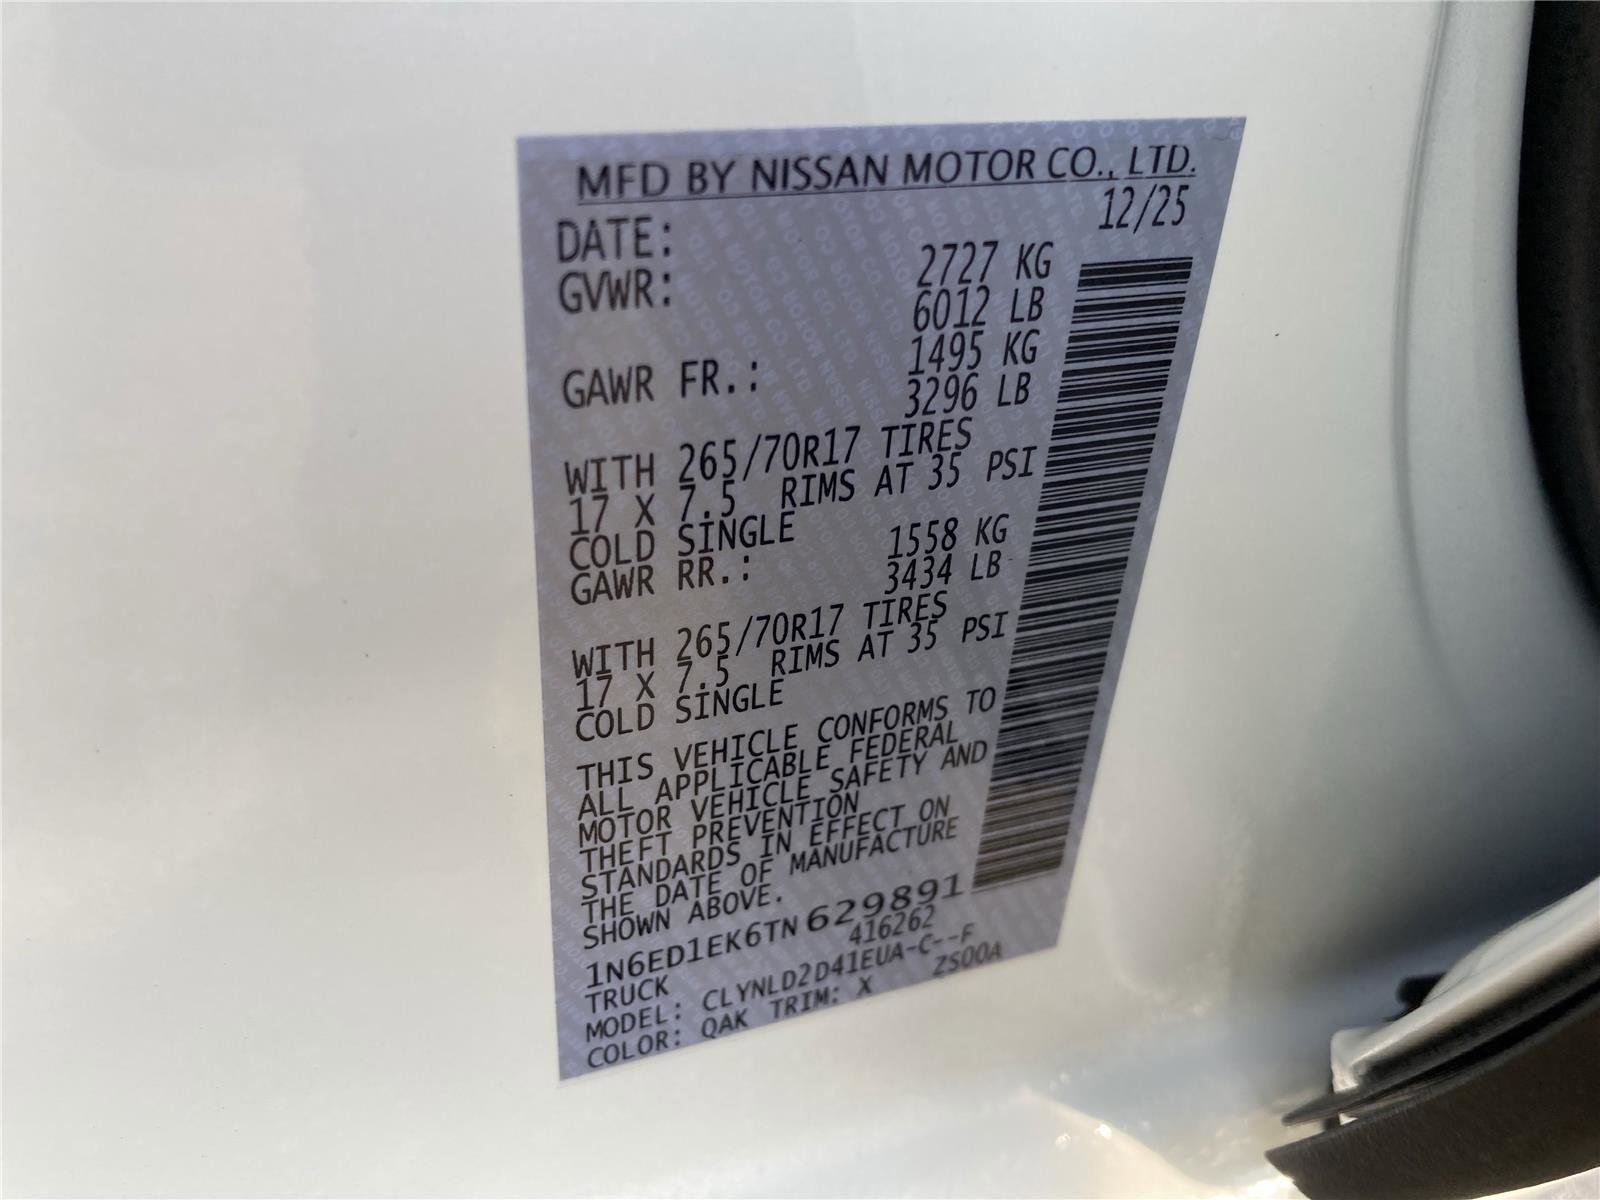 MFD BY NISSAN MOTOR CO., LTD.
DATE: 12/25
GVWR: 2727 KG
6012 LB
GAWR FR.: 1495 KG
3296 LB
WITH 265/70R17 TIRES
17 X 7.5 RIMS AT 35 PSI
COLD SINGLE
GAWR RR.: 1558 KG
3434 LB
WITH 265/70R17 TIRES
17 X 7.5 RIMS AT 35 PSI
COLD SINGLE
THIS VEHICLE CONFORMS TO
ALL APPLICABLE FEDERAL
MOTOR VEHICLE SAFETY AND
THEFT PREVENTION
STANDARDS IN EFFECT ON
THE DATE OF MANUFACTURE
SHOWN ABOVE.
1N6ED1EK6TN629891
TRUCK 416262
MODEL: CLYNLD2D41EUA-C--F
COLOR: QAK TRIM: X ZS00A